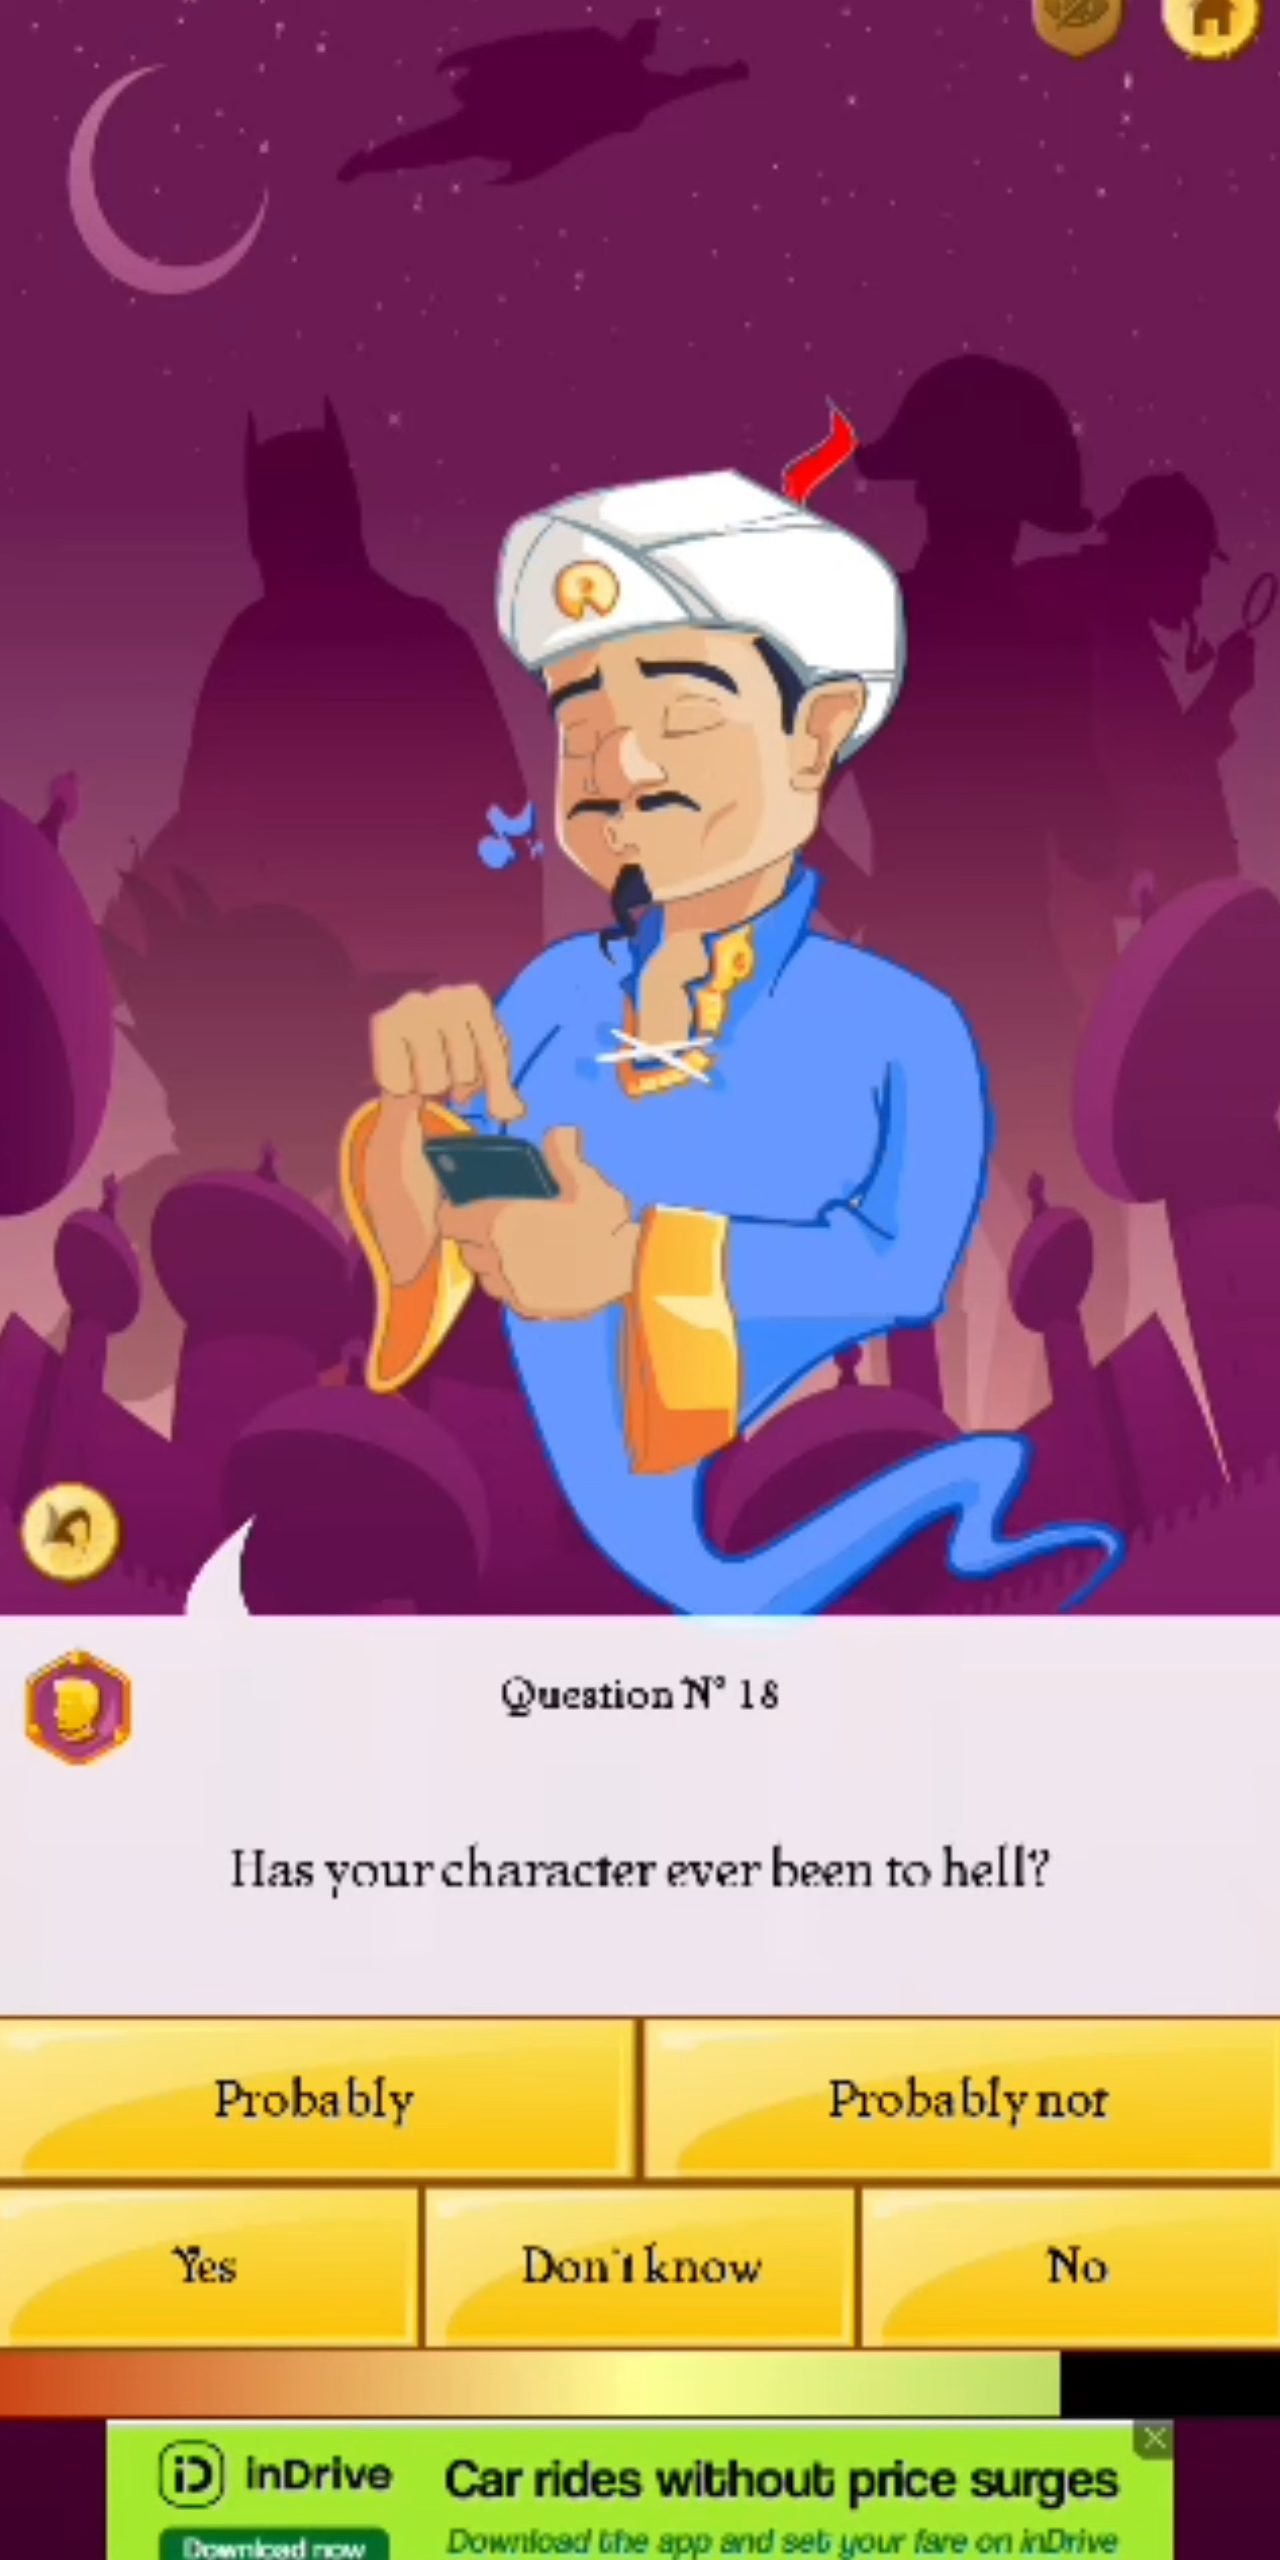 Question N° 18
Has your character ever been to hell?
Probably
Probably not
Yes
Don't know
No
inDrive
Car rides without price surges
Download now
Download the app and set your fare on inDrive